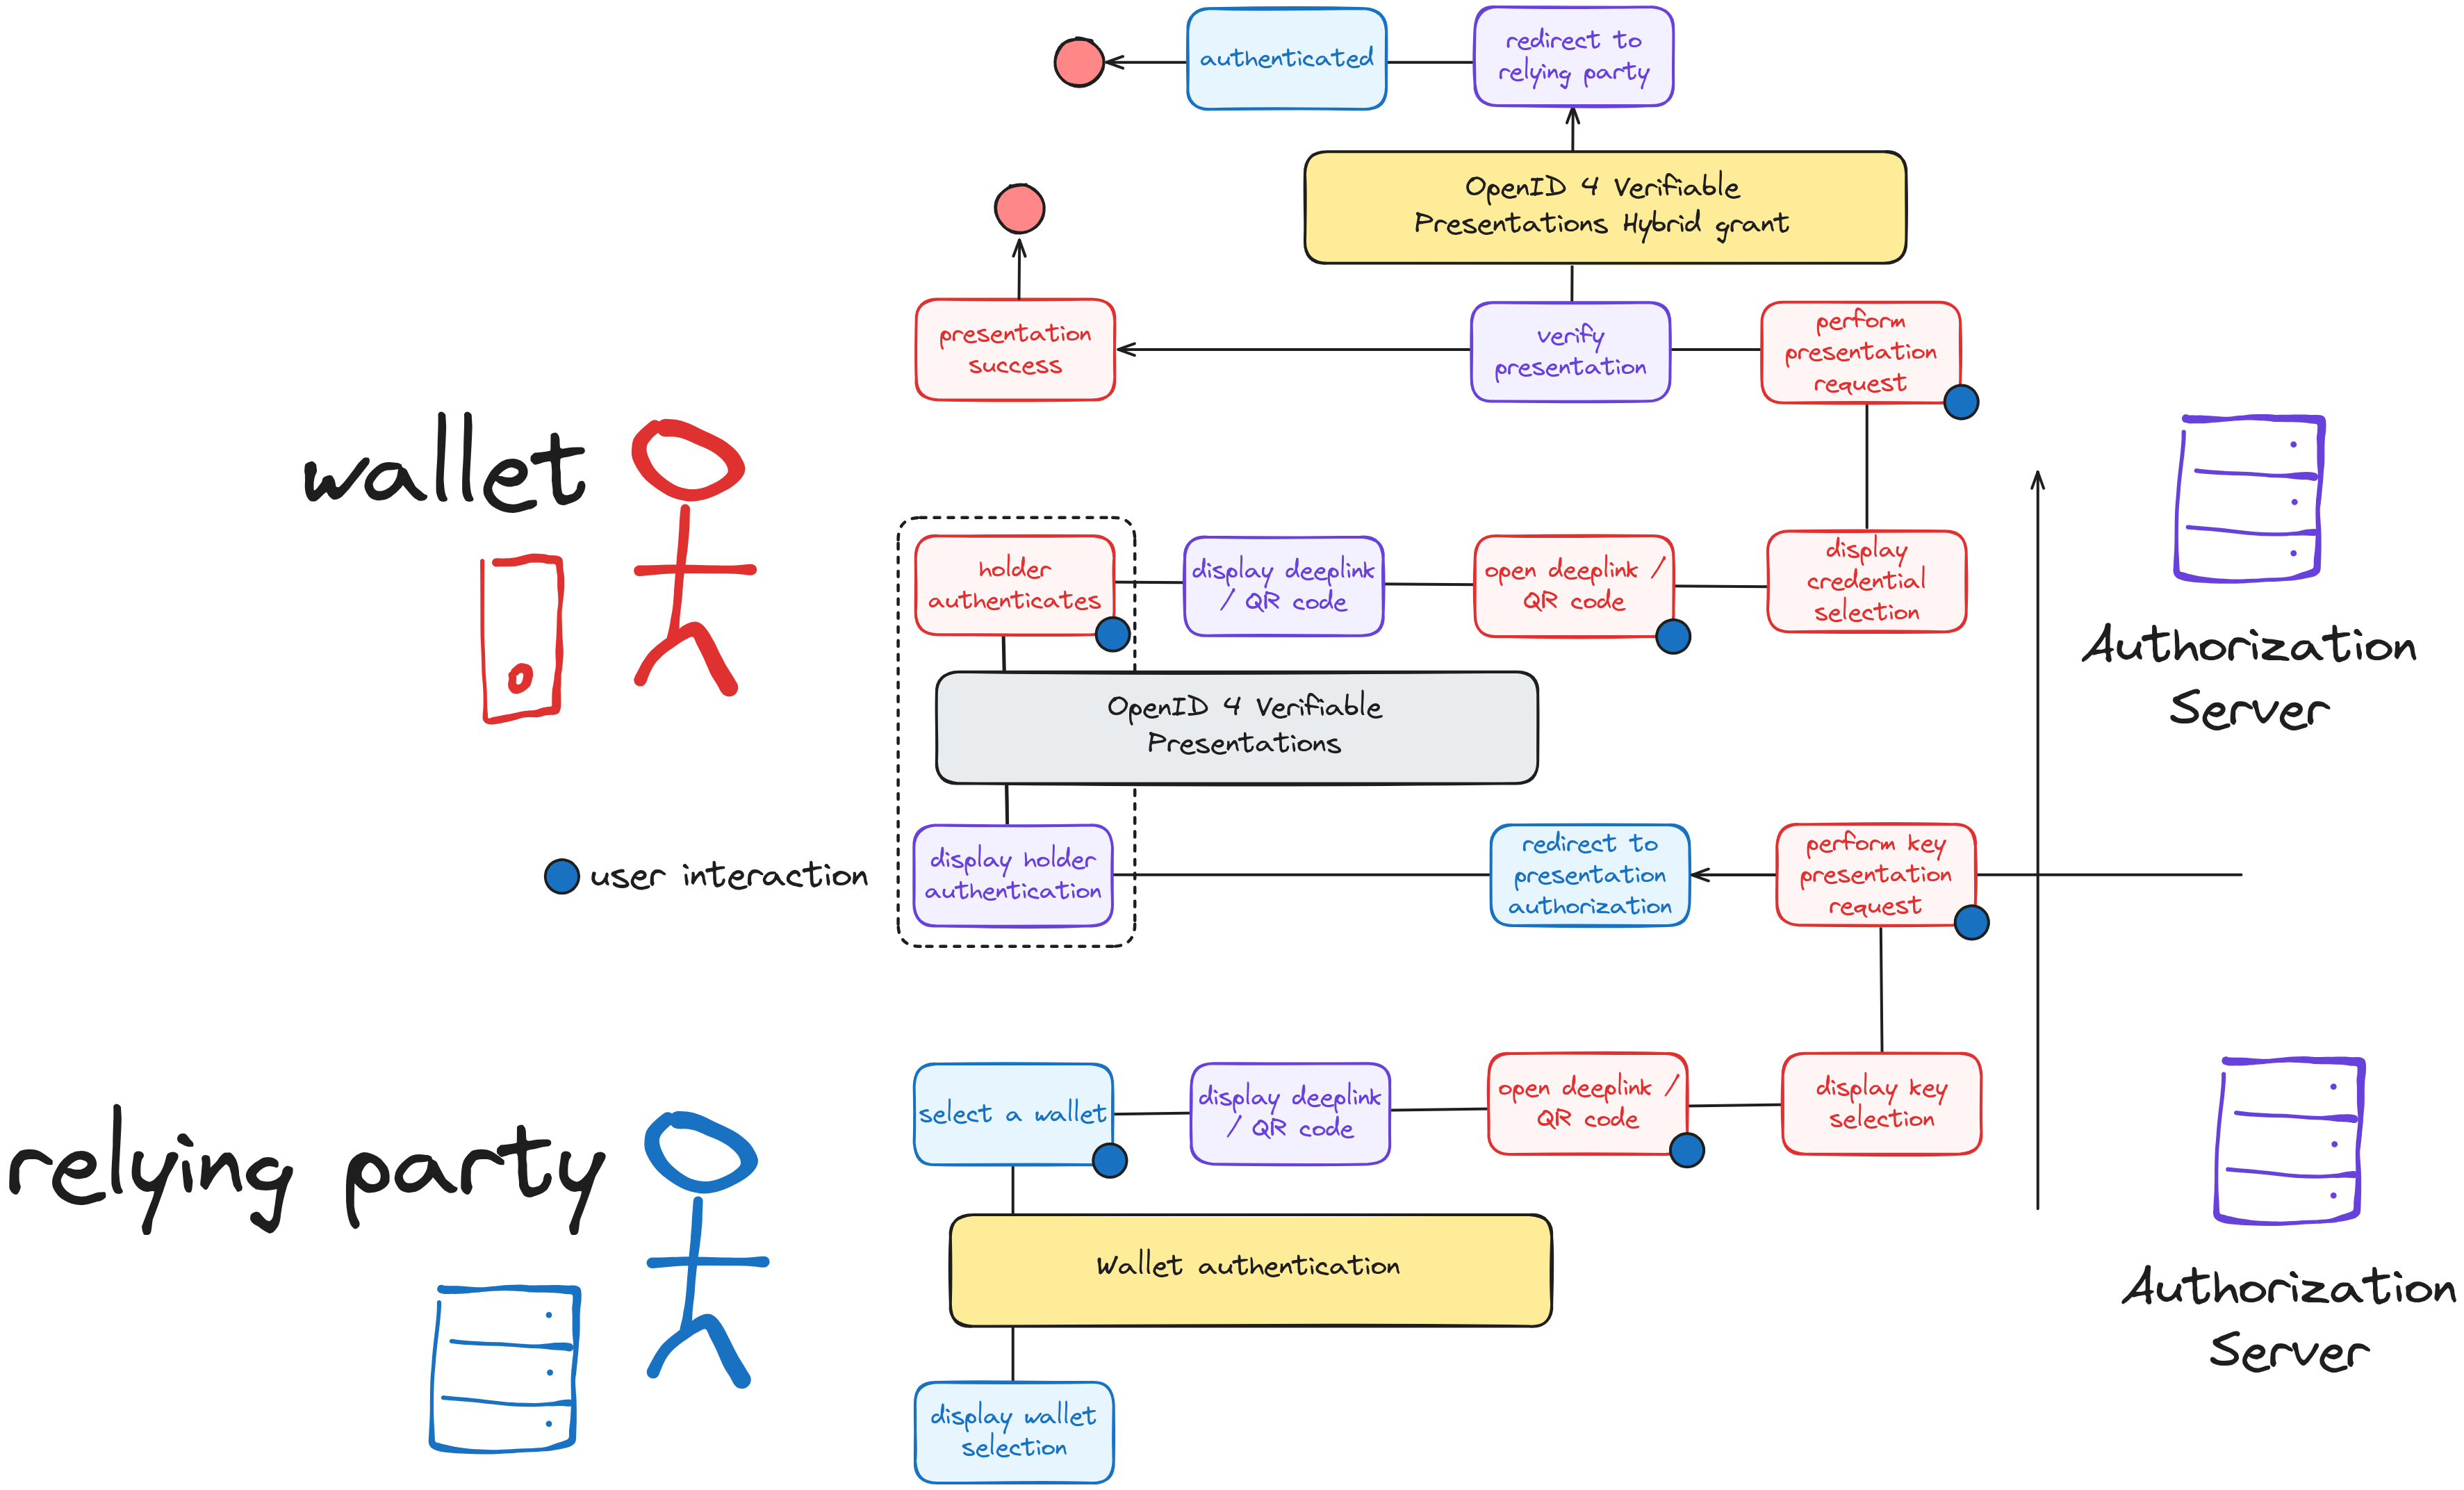 authenticated
redirect to
relying party
OpenID 4 Verifiable
Presentations Hybrid grant
presentation
success
verify
presentation
perform
presentation
request
wallet
holder
authenticates
display deeplink
/ QR code
open deeplink /
QR code
display
credential
selection
Authorization
Server
OpenID 4 Verifiable
Presentations
user interaction
display holder
authentication
redirect to
presentation
authorization
perform key
presentation
request
relying party
select a wallet
display deeplink
/ QR code
open deeplink /
QR code
display key
selection
Wallet authentication
Authorization
Server
display wallet
selection